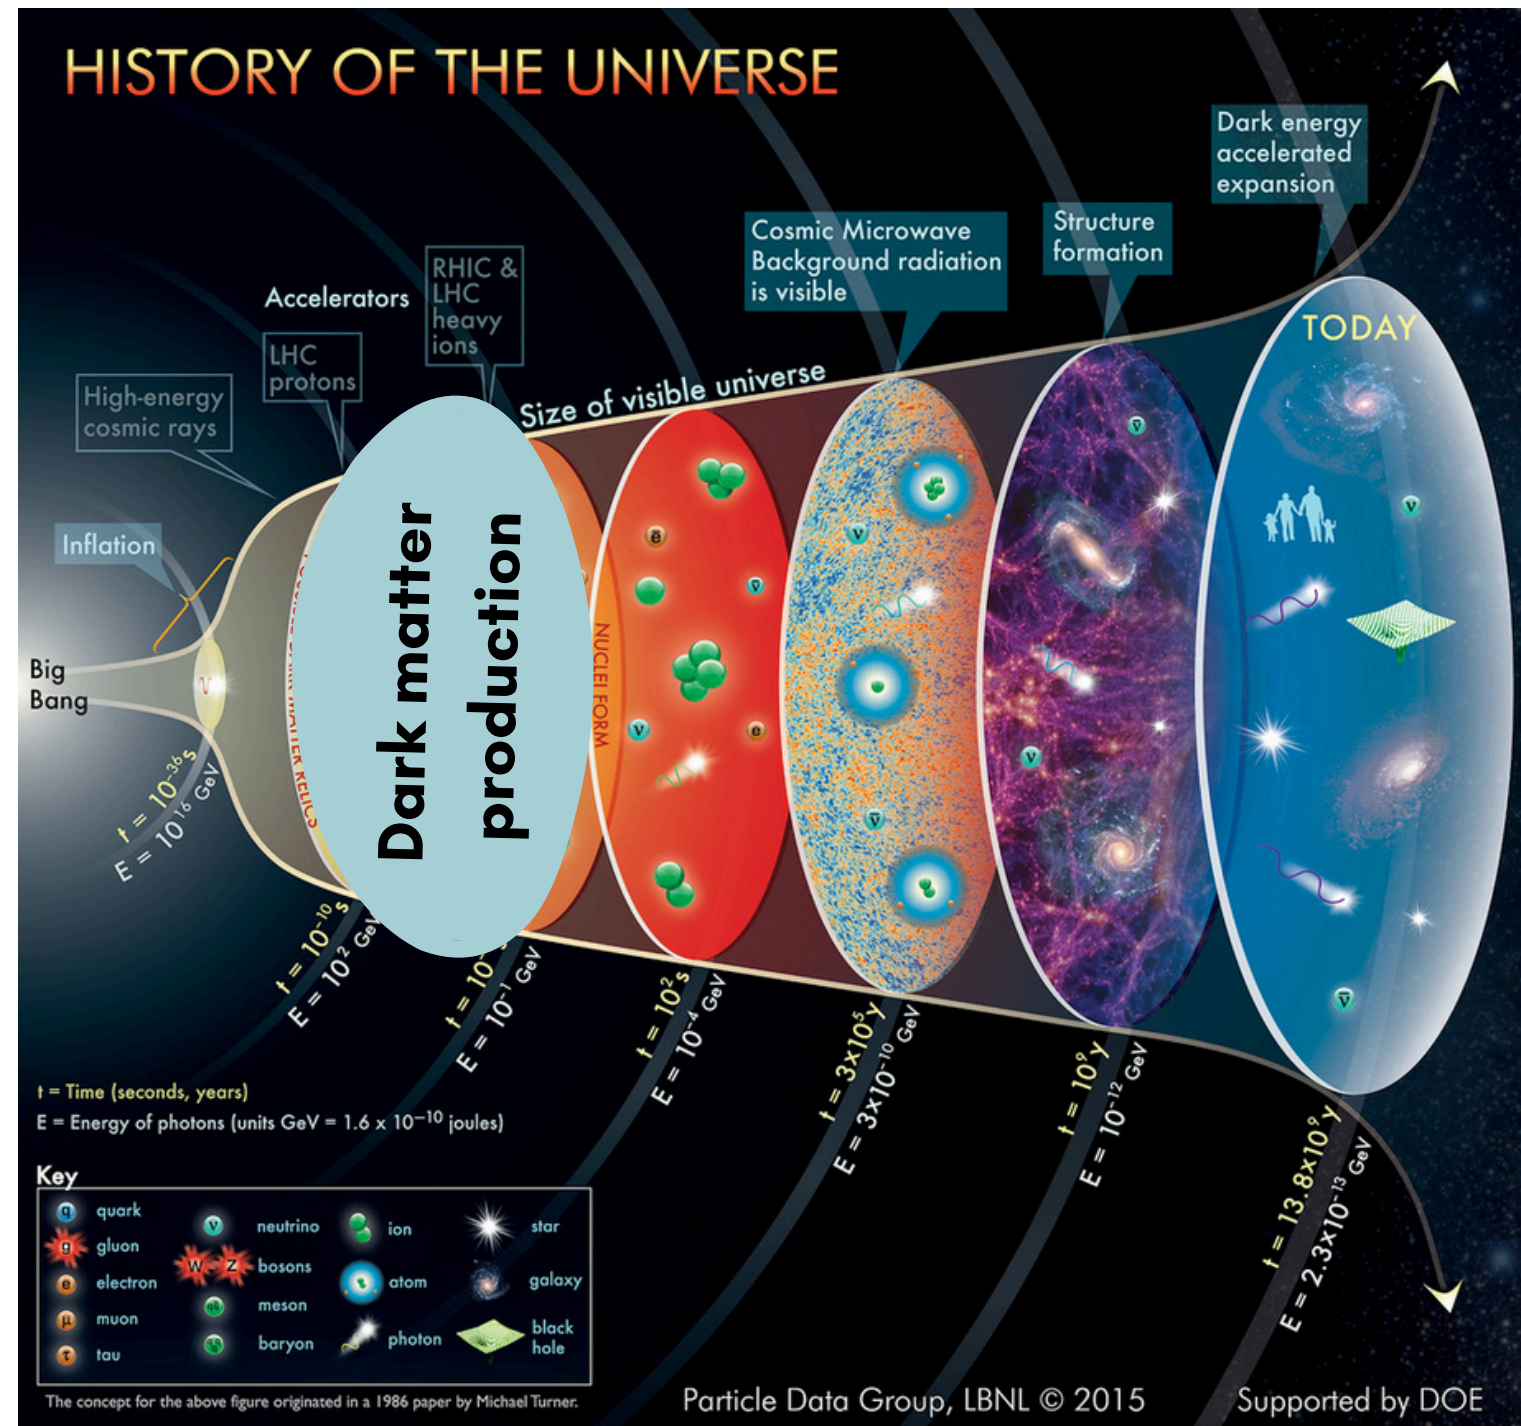 HISTORY OF THE UNIVERSE
Dark energy
accelerated
expansion
Structure
formation
Cosmic Microwave
Background radiation
is visible
RHIC &
LHC
heavy
ions
Accelerators
LHC
protons
High-energy
cosmic rays
Inflation
Size of visible universe
TODAY
Big
Bang
Dark matter
production
MATTER RELICS
NUCLEI FORM
ν
ē
ν̄
ν
e
ν
ν̄
ν̄
ν
ν
ν̄
t = 10⁻³⁶ s
E = 10¹⁶ GeV
t = 10⁻¹⁰ s
E = 10² GeV
t = 10⁻
E = 10⁻¹ GeV
t = 10² s
E = 10⁻⁴ GeV
t = 3x10⁵ y
E = 3x10⁻¹⁰ GeV
t = 10⁹ y
E = 10⁻¹² GeV
t = 13.8x10⁹ y
E = 2.3x10⁻¹³ GeV
t = Time (seconds, years)
E = Energy of photons (units GeV = 1.6 x 10⁻¹⁰ joules)
Key
q quark
g gluon
e electron
μ muon
τ tau
ν neutrino
W Z bosons
qq̄ meson
baryon
ion
atom
photon
star
galaxy
black
hole
The concept for the above figure originated in a 1986 paper by Michael Turner.
Particle Data Group, LBNL © 2015
Supported by DOE